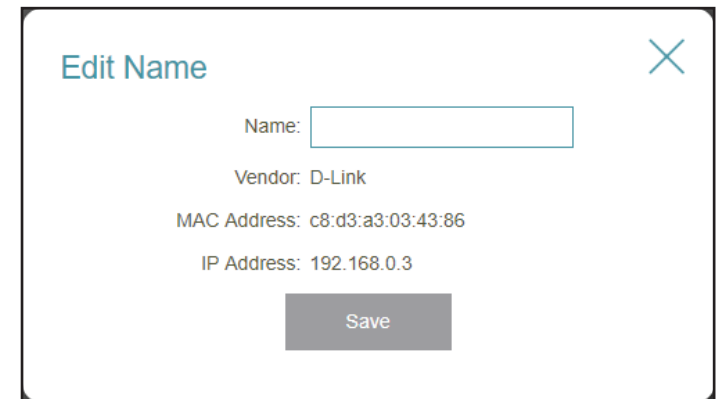 Edit Name
Name:
Vendor: D-Link
MAC Address: c8:d3:a3:03:43:86
IP Address: 192.168.0.3
Save